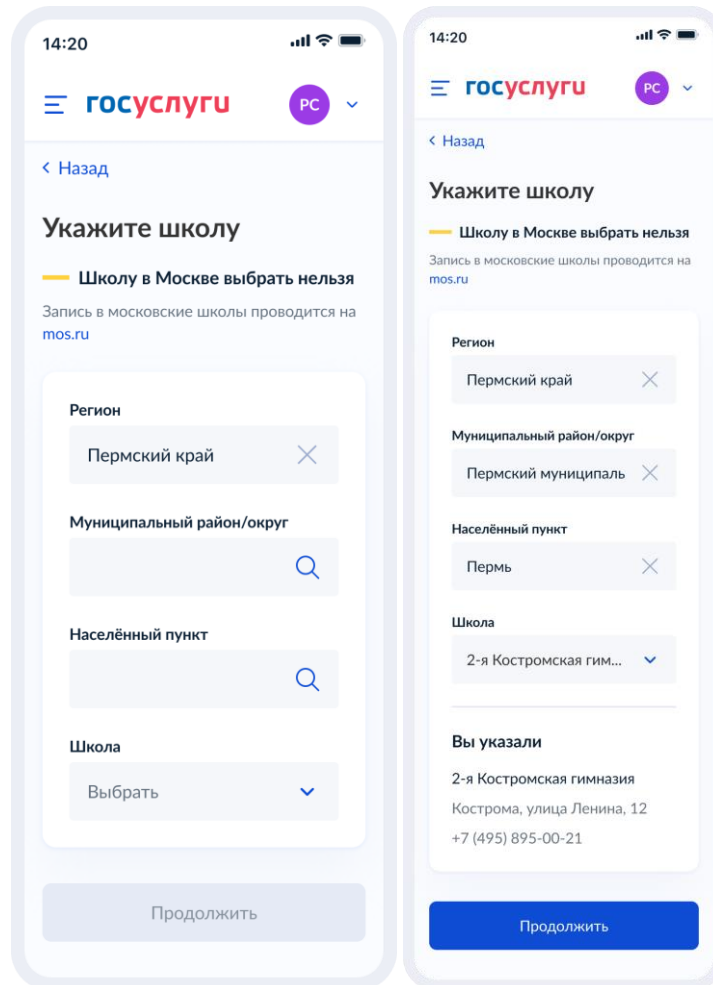 14:20
госуслуги
РС
Назад
Укажите школу
Школу в Москве выбрать нельзя
Запись в московские школы проводится на
mos.ru
Регион
Пермский край
Муниципальный район/округ
Населённый пункт
Школа
Выбрать
Продолжить
14:20
госуслуги
РС
Назад
Укажите школу
Школу в Москве выбрать нельзя
Запись в московские школы проводится на
mos.ru
Регион
Пермский край
Муниципальный район/округ
Пермский муниципаль
Населённый пункт
Пермь
Школа
2-я Костромская гим...
Вы указали
2-я Костромская гимназия
Кострома, улица Ленина, 12
+7 (495) 895-00-21
Продолжить